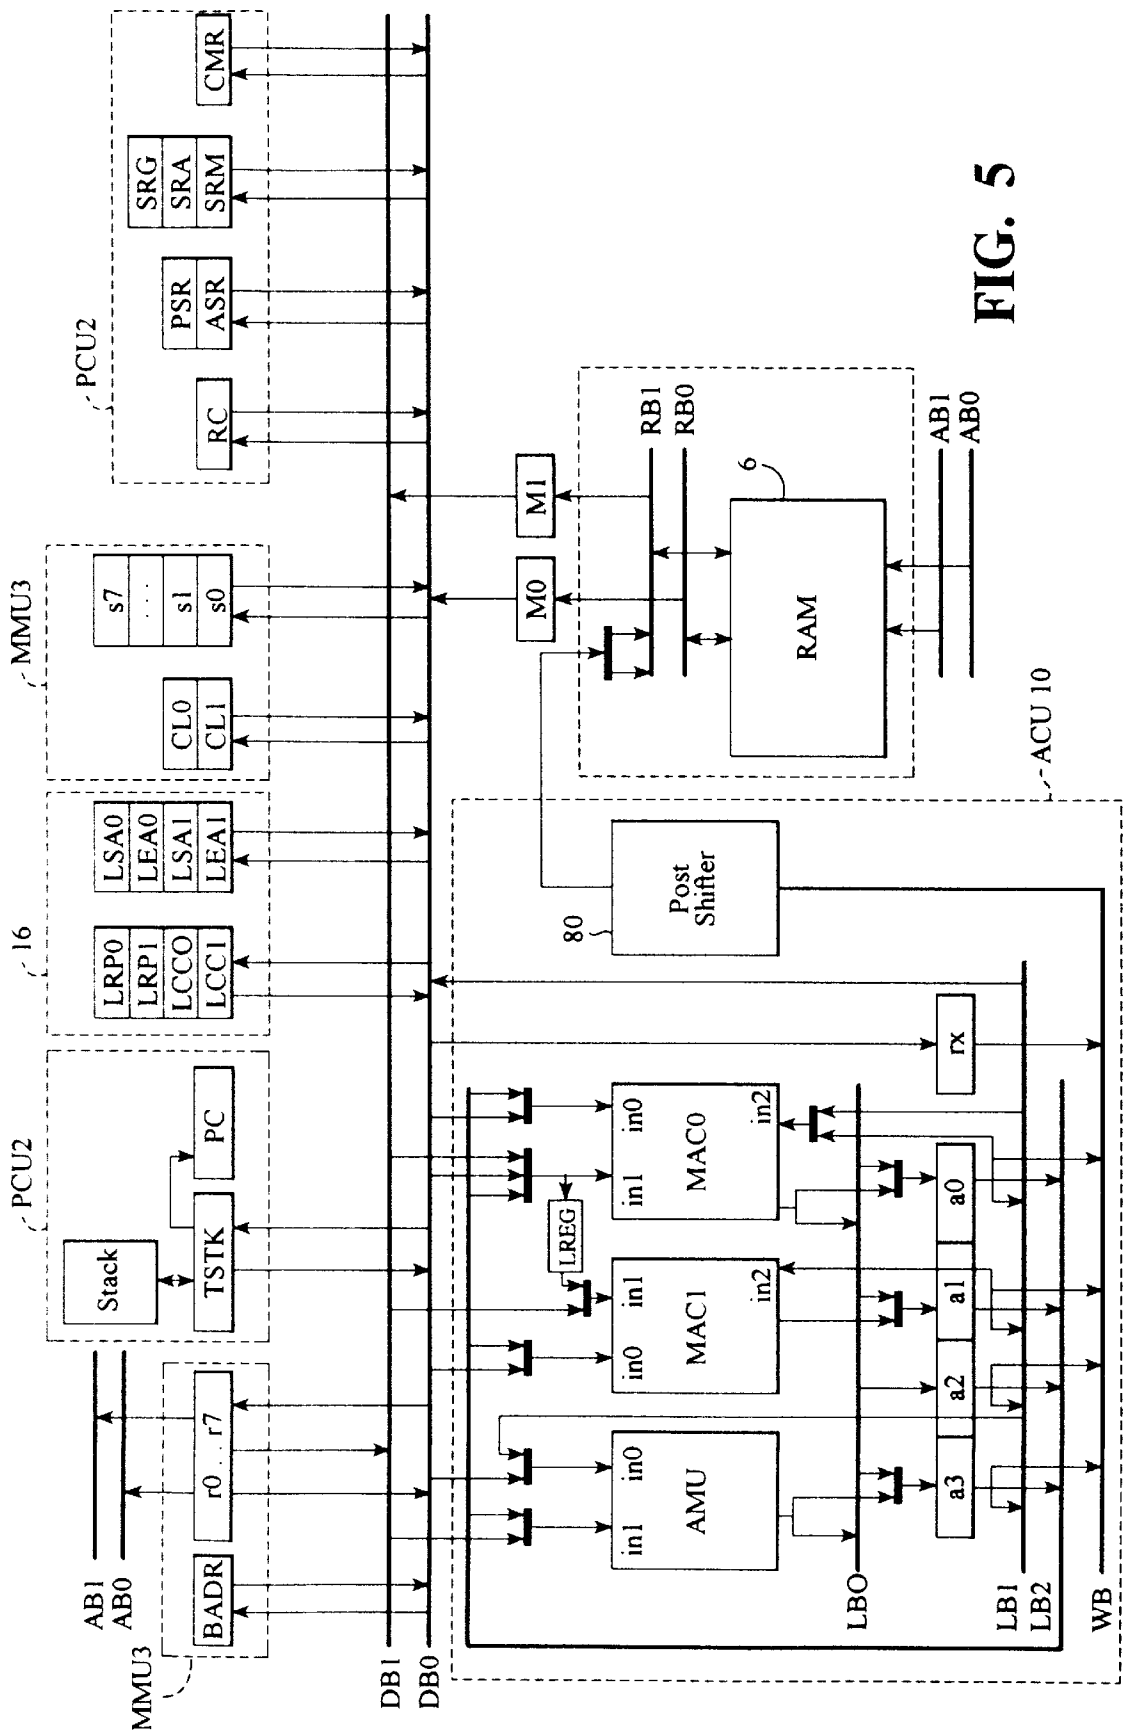 MMU3
PCU2
16
MMU3
PCU2
AB1
AB0
BADR
r0 . . r7
Stack
TSTK
PC
LRP0
LRP1
LCCO
LCC1
LSA0
LEA0
LSA1
LEA1
CL0
CL1
s7
. . . .
s1
s0
RC
PSR
ASR
SRG
SRA
SRM
CMR
DB1
DB0
M0
M1
LREG
in1
in0
AMU
in0
in1
MAC1
in2
in1
in0
MAC0
in2
80
Post
Shifter
RB1
RB0
6
RAM
AB1
AB0
LBO
a3
a2
a1
a0
rx
LB1
LB2
WB
ACU 10
FIG. 5